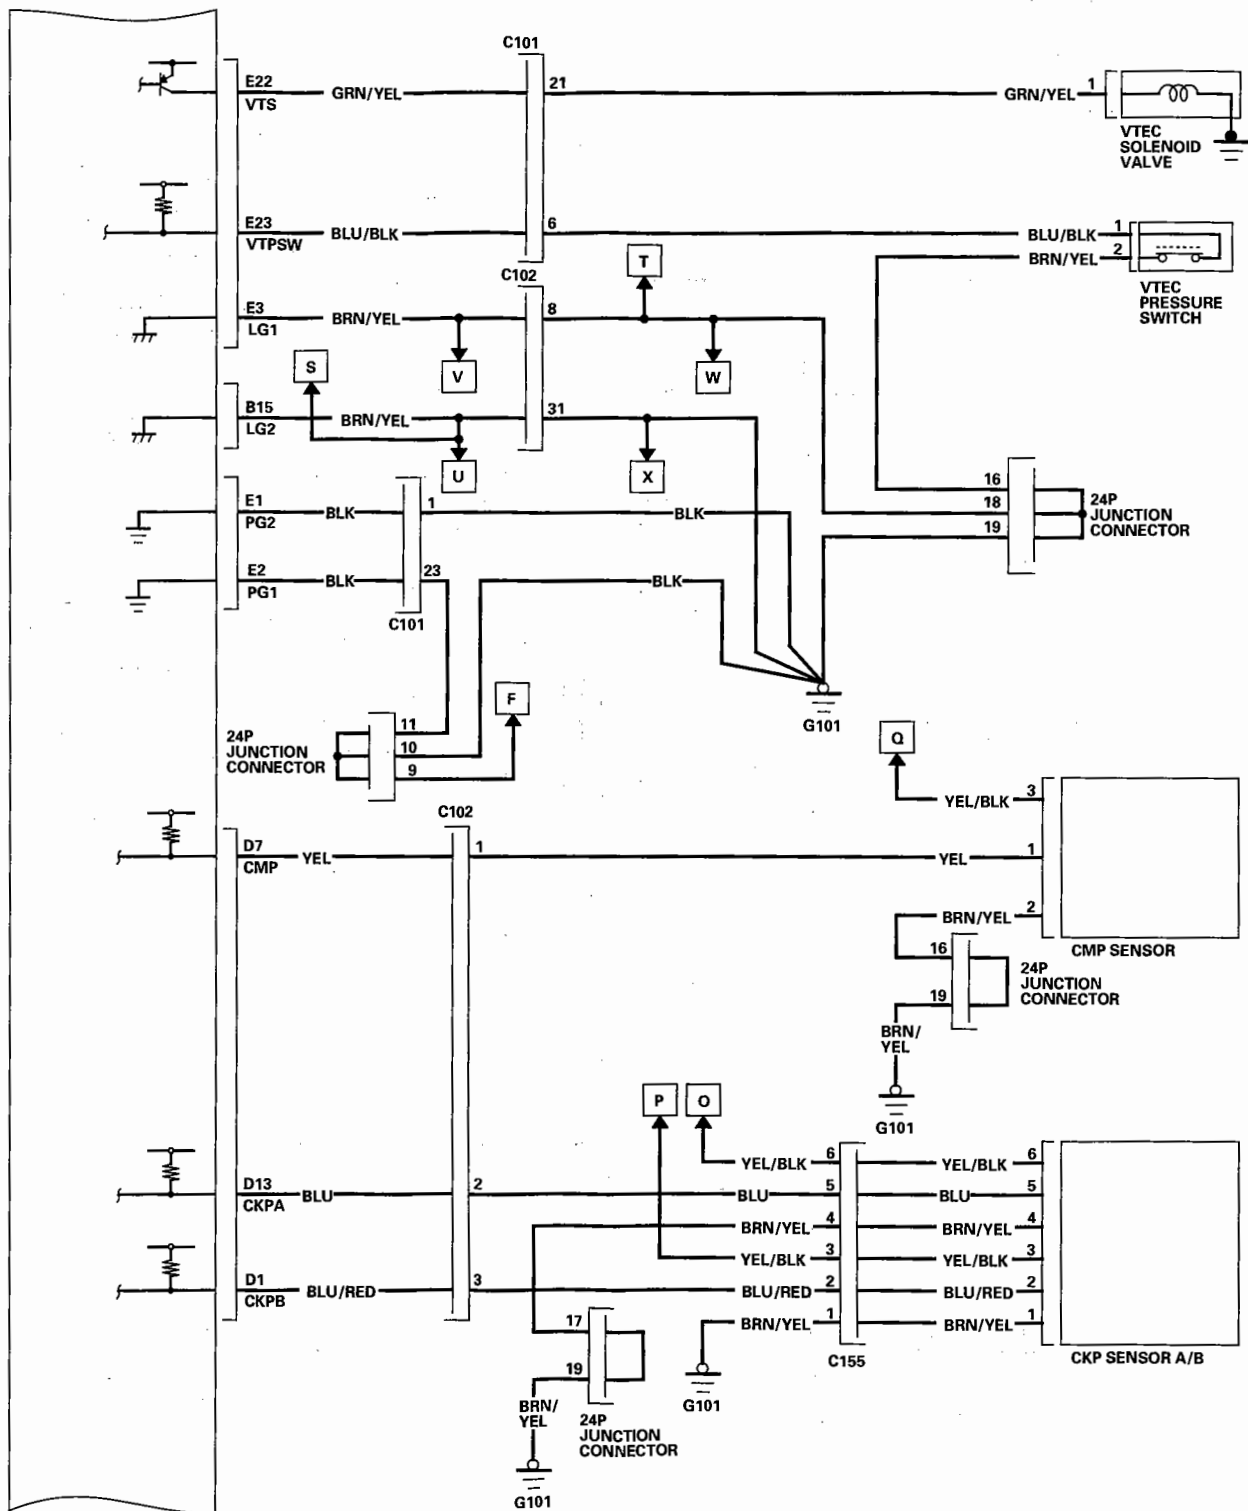 C101
E22
VTS
GRN/YEL
21
GRN/YEL
1
VTEC
SOLENOID
VALVE
E23
VTPSW
BLU/BLK
6
BLU/BLK
1
BRN/YEL
2
VTEC
PRESSURE
SWITCH
T
C102
E3
LG1
BRN/YEL
8
S
V
W
B15
LG2
BRN/YEL
31
U
X
E1
PG2
BLK
1
BLK
16
18
19
24P
JUNCTION
CONNECTOR
E2
PG1
BLK
23
BLK
C101
F
G101
24P
JUNCTION
CONNECTOR
11
10
9
Q
YEL/BLK
3
C102
D7
CMP
YEL
1
YEL
1
BRN/YEL
2
CMP SENSOR
16
19
24P
JUNCTION
CONNECTOR
BRN/
YEL
G101
P
O
YEL/BLK
6
YEL/BLK
6
D13
CKPA
BLU
2
BLU
5
BLU
5
BRN/YEL
4
BRN/YEL
4
YEL/BLK
3
YEL/BLK
3
D1
CKPB
BLU/RED
3
BLU/RED
2
BLU/RED
2
BRN/YEL
1
BRN/YEL
1
C155
CKP SENSOR A/B
17
19
G101
BRN/
YEL
24P
JUNCTION
CONNECTOR
G101